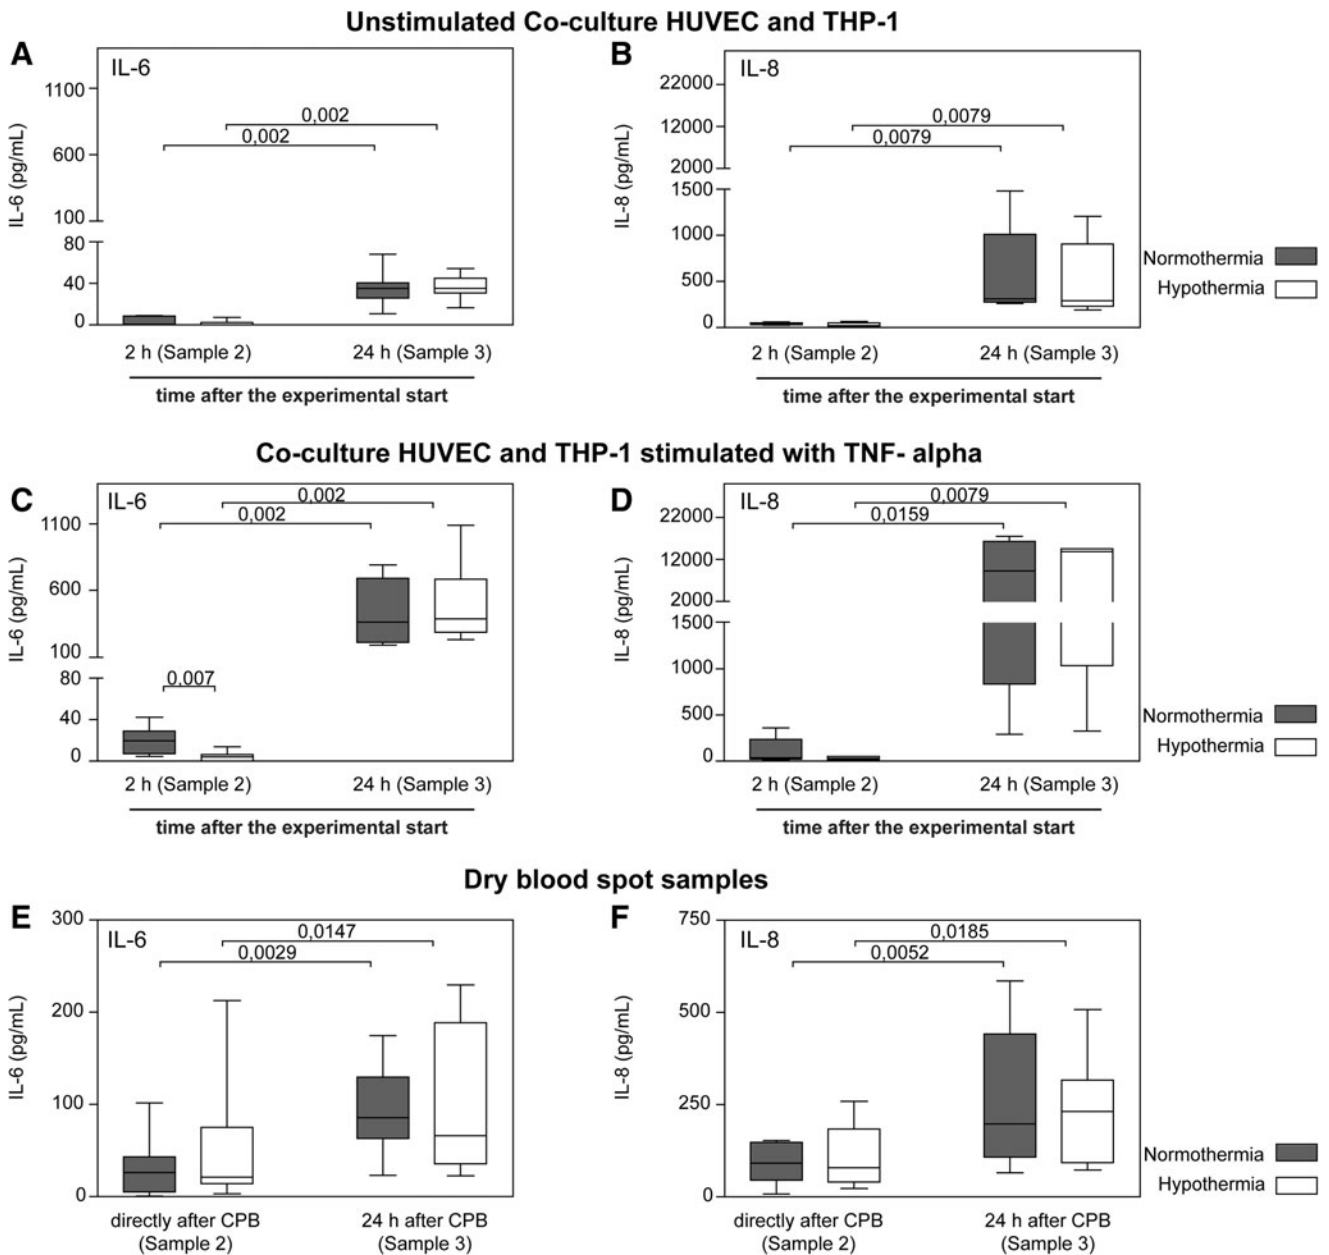 Unstimulated Co-culture HUVEC and THP-1
A
IL-6
IL-6 (pg/mL)
1100
600
100
80
40
0
0,002
0,002
2 h (Sample 2)
24 h (Sample 3)
time after the experimental start
B
IL-8
IL-8 (pg/mL)
22000
12000
2000
1500
1000
500
0
0,0079
0,0079
2 h (Sample 2)
24 h (Sample 3)
time after the experimental start
Normothermia
Hypothermia
Co-culture HUVEC and THP-1 stimulated with TNF- alpha
C
IL-6
IL-6 (pg/mL)
1100
600
100
80
40
0
0,002
0,002
0,007
2 h (Sample 2)
24 h (Sample 3)
time after the experimental start
D
IL-8
IL-8 (pg/mL)
22000
12000
2000
1500
1000
500
0
0,0079
0,0159
2 h (Sample 2)
24 h (Sample 3)
time after the experimental start
Normothermia
Hypothermia
Dry blood spot samples
E
IL-6
IL-6 (pg/mL)
300
200
100
0
0,0147
0,0029
directly after CPB
(Sample 2)
24 h after CPB
(Sample 3)
F
IL-8
IL-8 (pg/mL)
750
500
250
0
0,0185
0,0052
directly after CPB
(Sample 2)
24 h after CPB
(Sample 3)
Normothermia
Hypothermia